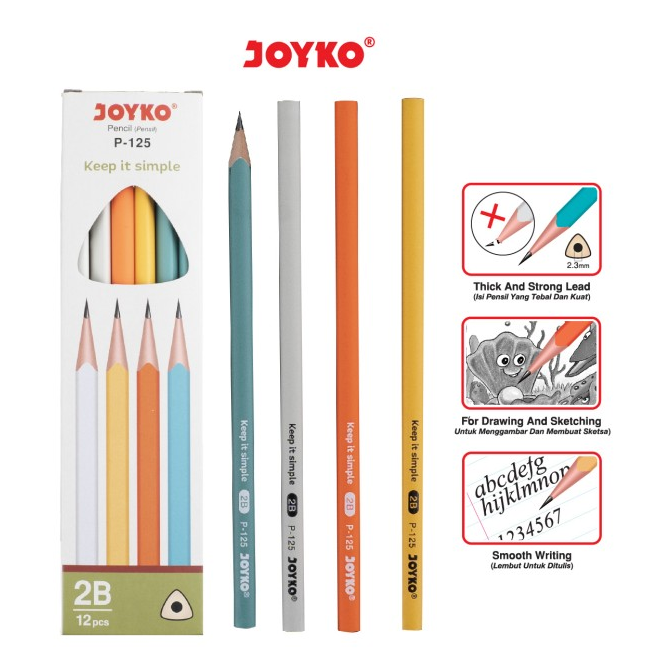 JOYKO®
JOYKO®
Pencil (Pensil)
P-125
Keep it simple
2B
12pcs
Keep it simple 2B P-125 JOYKO®
Keep it simple 2B P-125 JOYKO®
Keep it simple 2B P-125 JOYKO®
Keep it simple 2B P-125 JOYKO®
2.3mm
Thick And Strong Lead
(Isi Pensil Yang Tebal Dan Kuat)
For Drawing And Sketching
Untuk Menggambar Dan Membuat Sketsa)
abcdefg
hijklmnop
1234567
Smooth Writing
(Lembut Untuk Ditulis)